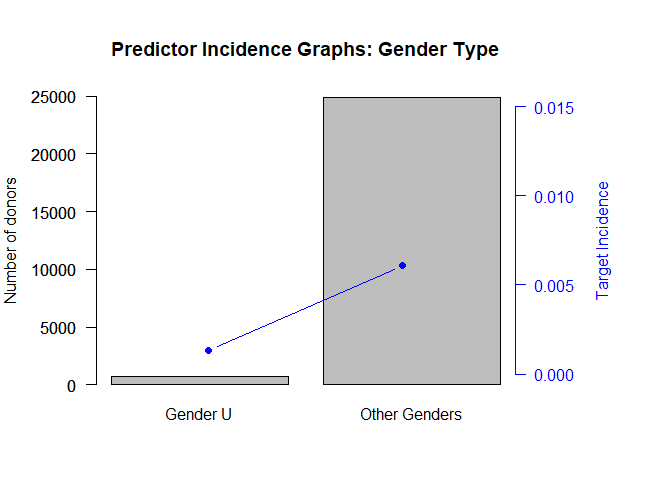 Predictor Incidence Graphs: Gender Type
Number of donors
25000
20000
15000
10000
5000
0
0.015
0.010
0.005
0.000
Target Incidence
Gender U
Other Genders